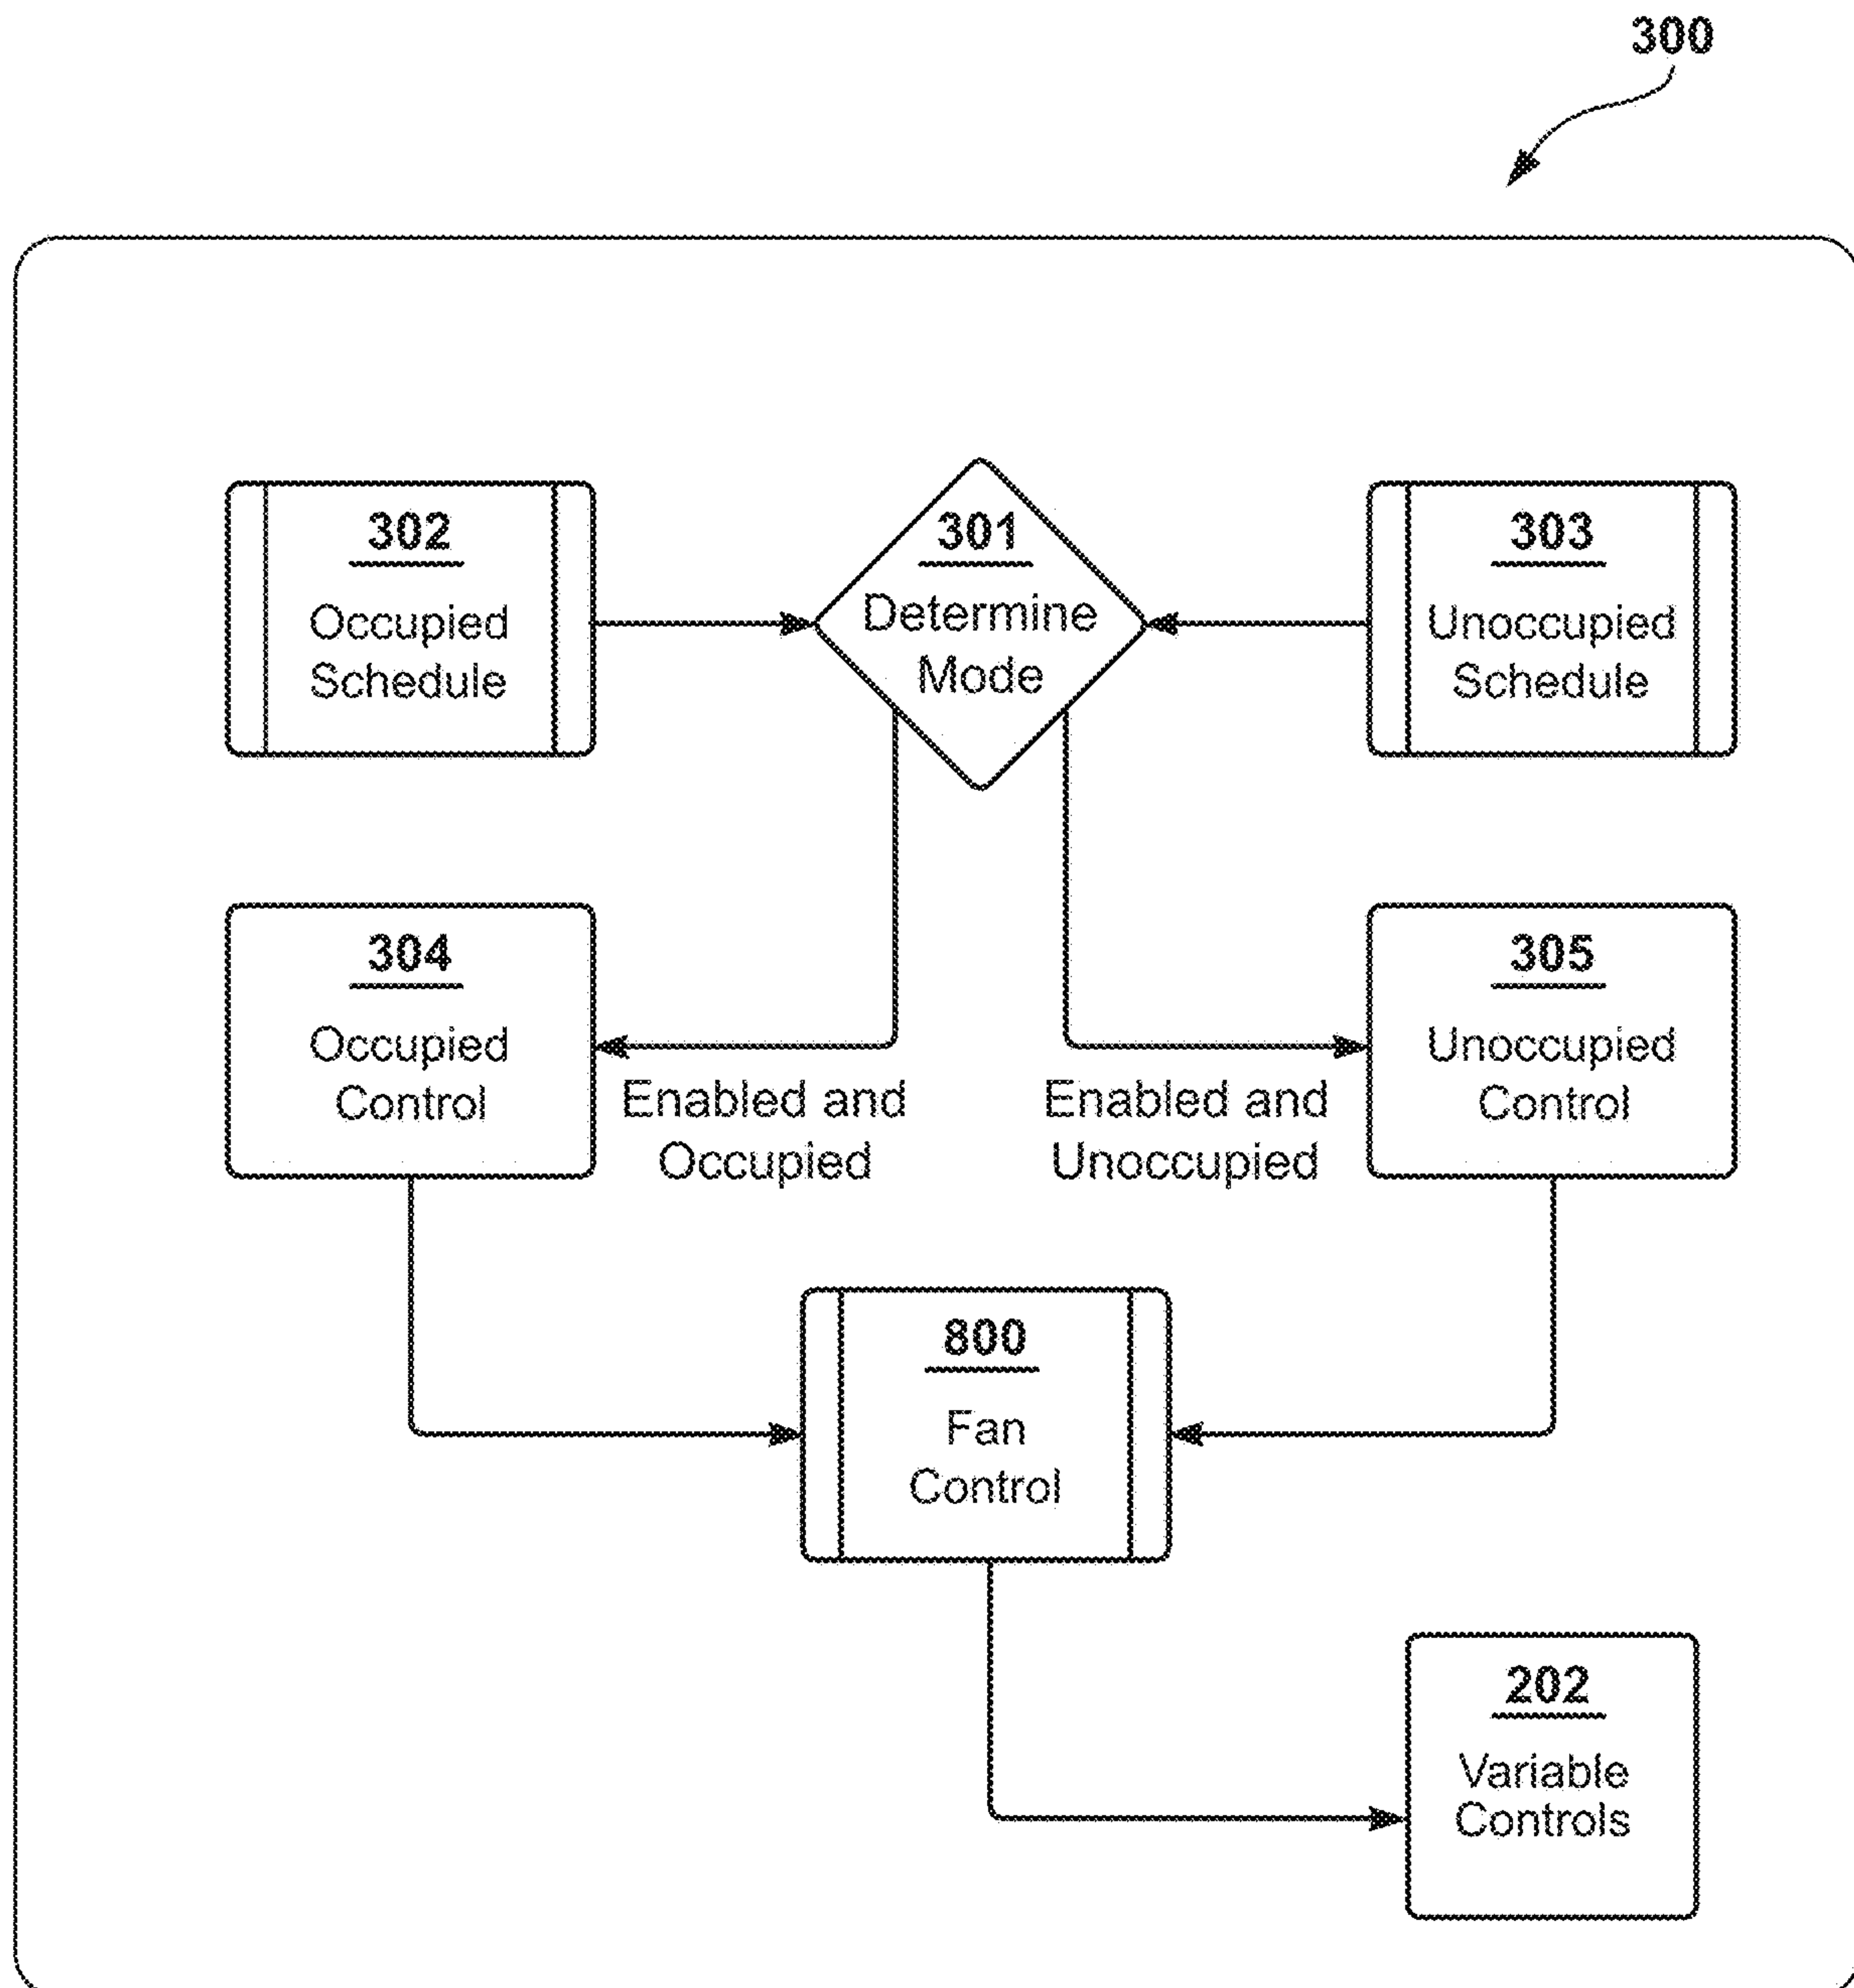 300
302
Occupied
Schedule
301
Determine
Mode
303
Unoccupied
Schedule
304
Occupied
Control
Enabled and
Occupied
Enabled and
Unoccupied
305
Unoccupied
Control
800
Fan
Control
202
Variable
Controls